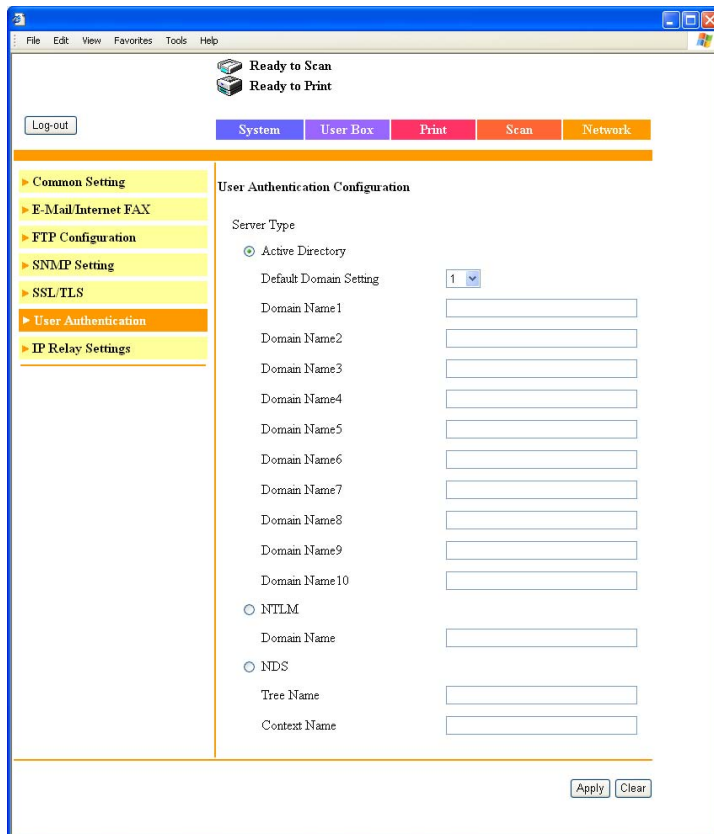 File Edit View Favorites Tools Help
Ready to Scan
Ready to Print
Log-out
System User Box Print Scan Network
Common Setting
E-Mail/Internet FAX
FTP Configuration
SNMP Setting
SSL/TLS
User Authentication
IP Relay Settings
User Authentication Configuration
Server Type
Active Directory
Default Domain Setting 1
Domain Name1
Domain Name2
Domain Name3
Domain Name4
Domain Name5
Domain Name6
Domain Name7
Domain Name8
Domain Name9
Domain Name10
NTLM
Domain Name
NDS
Tree Name
Context Name
Apply Clear